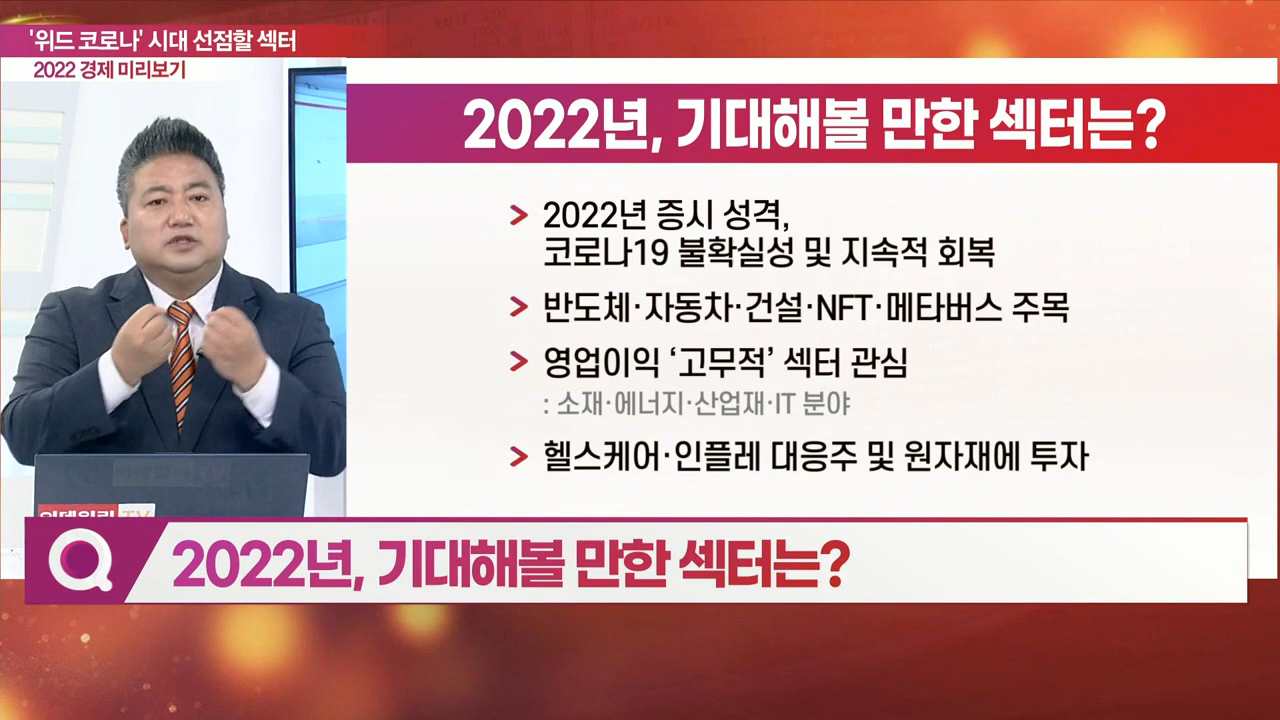 '위드 코로나' 시대 선점할 섹터
2022 경제 미리보기
2022년, 기대해볼 만한 섹터는?
> 2022년 증시 성격,
코로나19 불확실성 및 지속적 회복
> 반도체·자동차·건설·NFT·메타버스 주목
> 영업이익 ‘고무적’ 섹터 관심
: 소재·에너지·산업재·IT 분야
> 헬스케어·인플레 대응주 및 원자재에 투자
이데일리 TV
Q 2022년, 기대해볼 만한 섹터는?